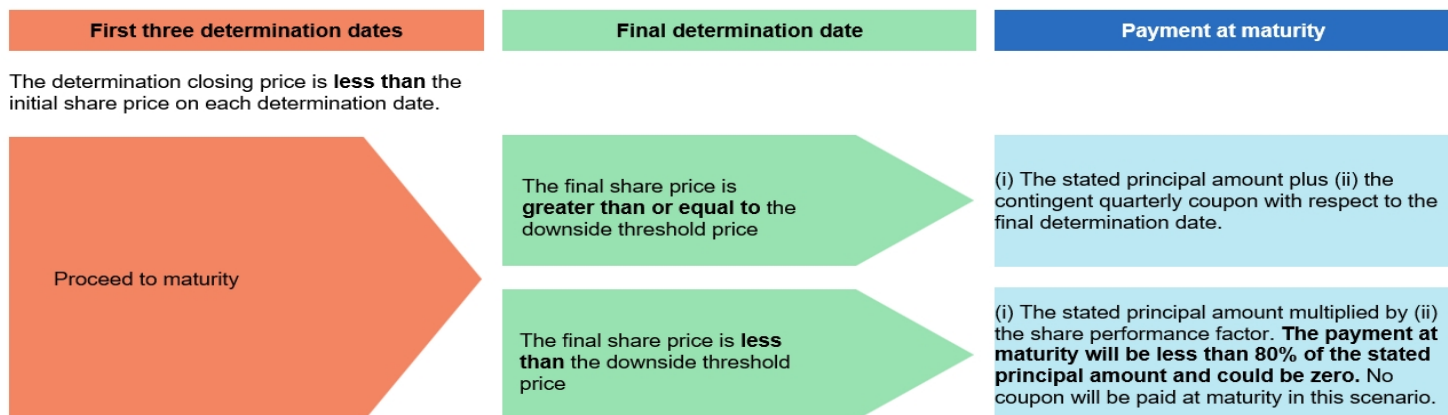 First three determination dates
Final determination date
Payment at maturity
The determination closing price is less than the
initial share price on each determination date.
Proceed to maturity
The final share price is
greater than or equal to the
downside threshold price
(i) The stated principal amount plus (ii) the
contingent quarterly coupon with respect to the
final determination date.
The final share price is less
than the downside threshold
price
(i) The stated principal amount multiplied by (ii)
the share performance factor. The payment at
maturity will be less than 80% of the stated
principal amount and could be zero. No
coupon will be paid at maturity in this scenario.